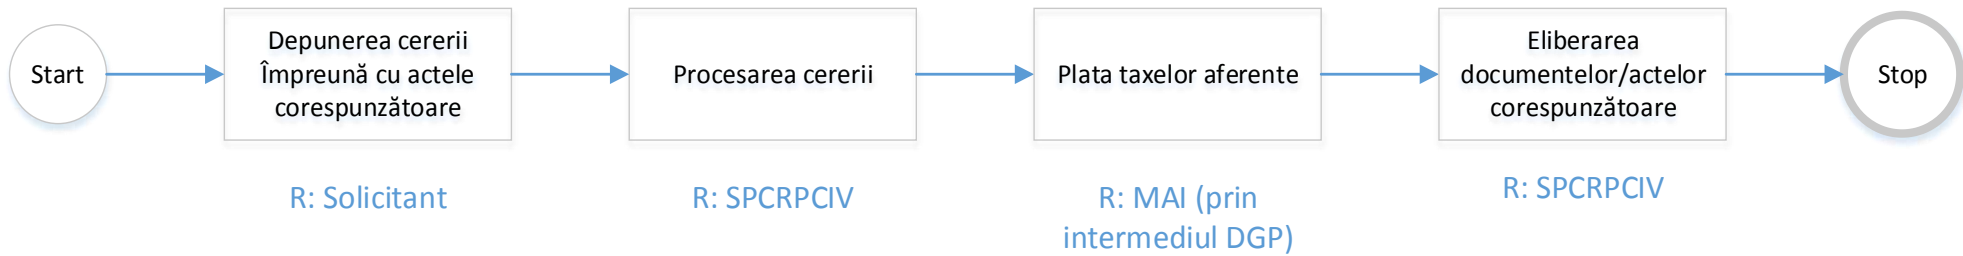 Start
Depunerea cererii
Împreună cu actele
corespunzătoare
Procesarea cererii
Plata taxelor aferente
Eliberarea
documentelor/actelor
corespunzătoare
Stop
R: Solicitant
R: SPCRPCIV
R: MAI (prin
intermediul DGP)
R: SPCRPCIV